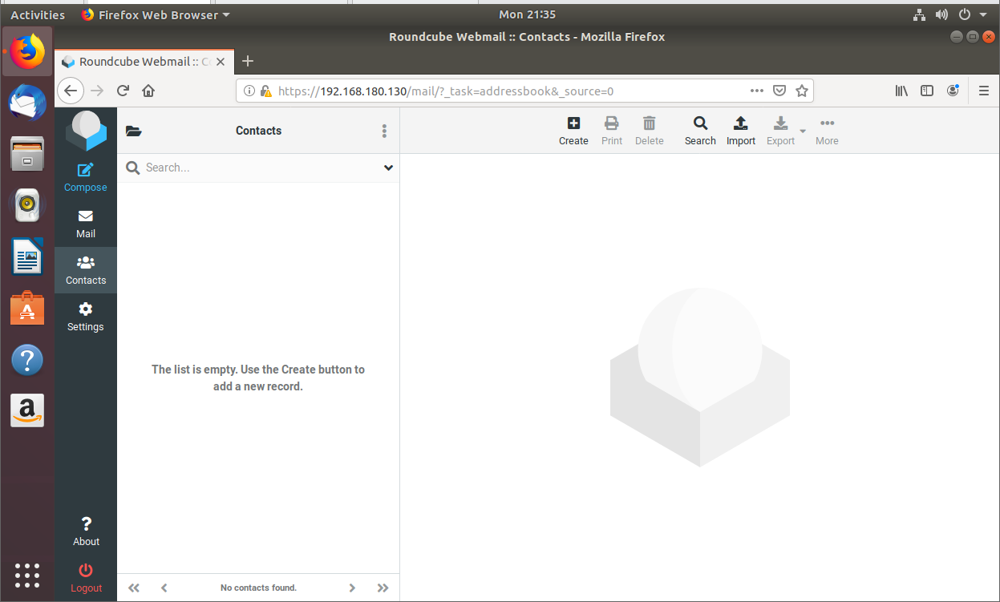 Activities
Firefox Web Browser
Mon 21:35
Roundcube Webmail :: Contacts - Mozilla Firefox
Roundcube Webmail :: C
https://192.168.180.130/mail/?_task=addressbook&_source=0
Compose
Mail
Contacts
Settings
About
Logout
Contacts
Search...
The list is empty. Use the Create button to
add a new record.
No contacts found.
Create
Print
Delete
Search
Import
Export
More